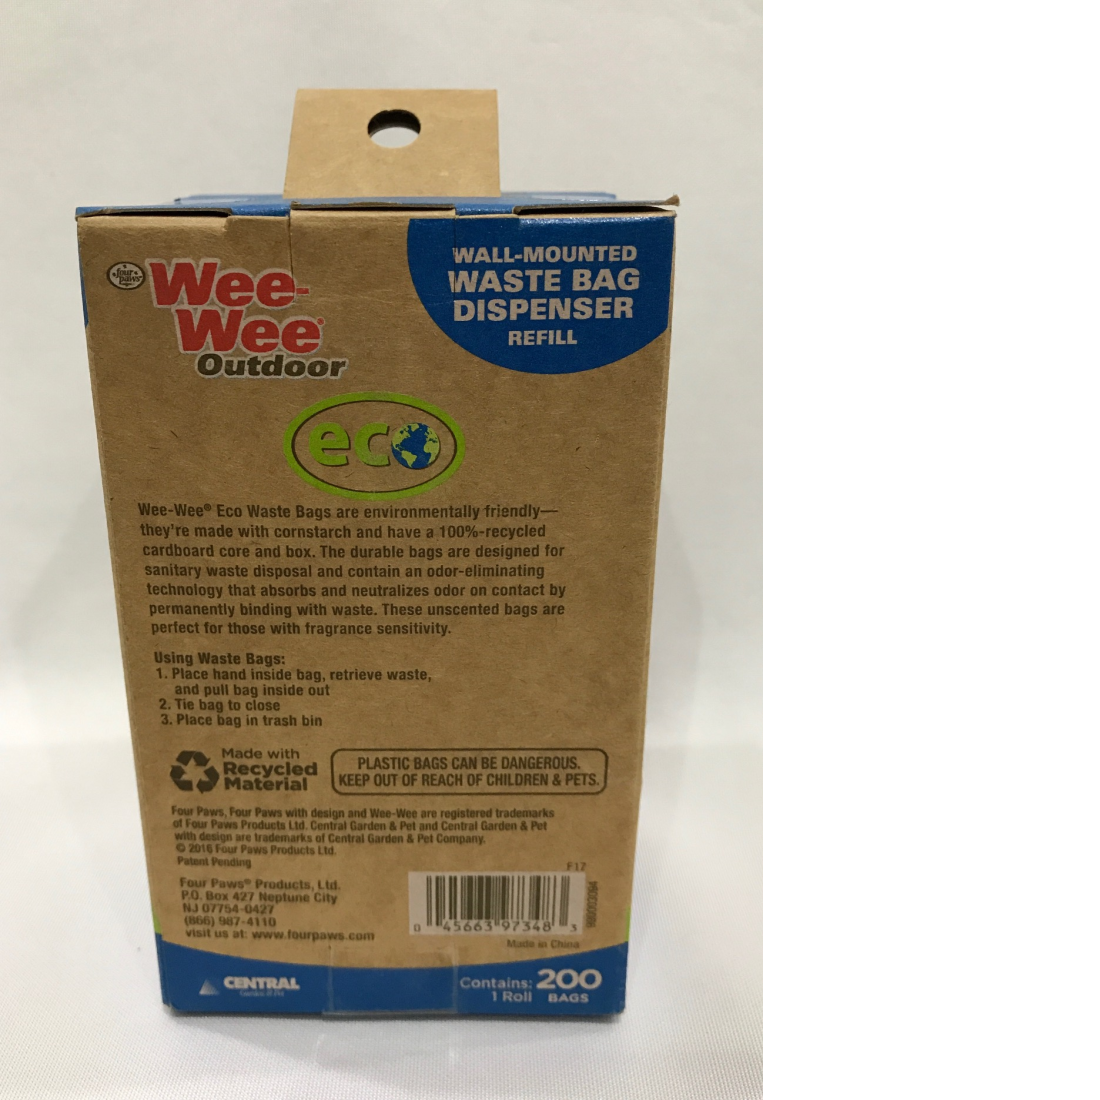 four paws
Wee-
Wee®
Outdoor
WALL-MOUNTED
WASTE BAG
DISPENSER
REFILL
eco
Wee-Wee® Eco Waste Bags are environmentally friendly—
they're made with cornstarch and have a 100%-recycled
cardboard core and box. The durable bags are designed for
sanitary waste disposal and contain an odor-eliminating
technology that absorbs and neutralizes odor on contact by
permanently binding with waste. These unscented bags are
perfect for those with fragrance sensitivity.
Using Waste Bags:
1. Place hand inside bag, retrieve waste,
and pull bag inside out
2. Tie bag to close
3. Place bag in trash bin
Made with
Recycled
Material
PLASTIC BAGS CAN BE DANGEROUS.
KEEP OUT OF REACH OF CHILDREN & PETS.
Four Paws, Four Paws with design and Wee-Wee are registered trademarks
of Four Paws Products Ltd. Central Garden & Pet and Central Garden & Pet
with design are trademarks of Central Garden & Pet Company.
© 2016 Four Paws Products Ltd.
Patent Pending
Four Paws® Products, Ltd.
P.O. Box 427 Neptune City
NJ 07754-0427
(866) 987-4110
visit us at: www.fourpaws.com
F17
0 45663 97348 3
Made in China
CENTRAL
Garden & Pet
Contains: 200
1 Roll BAGS